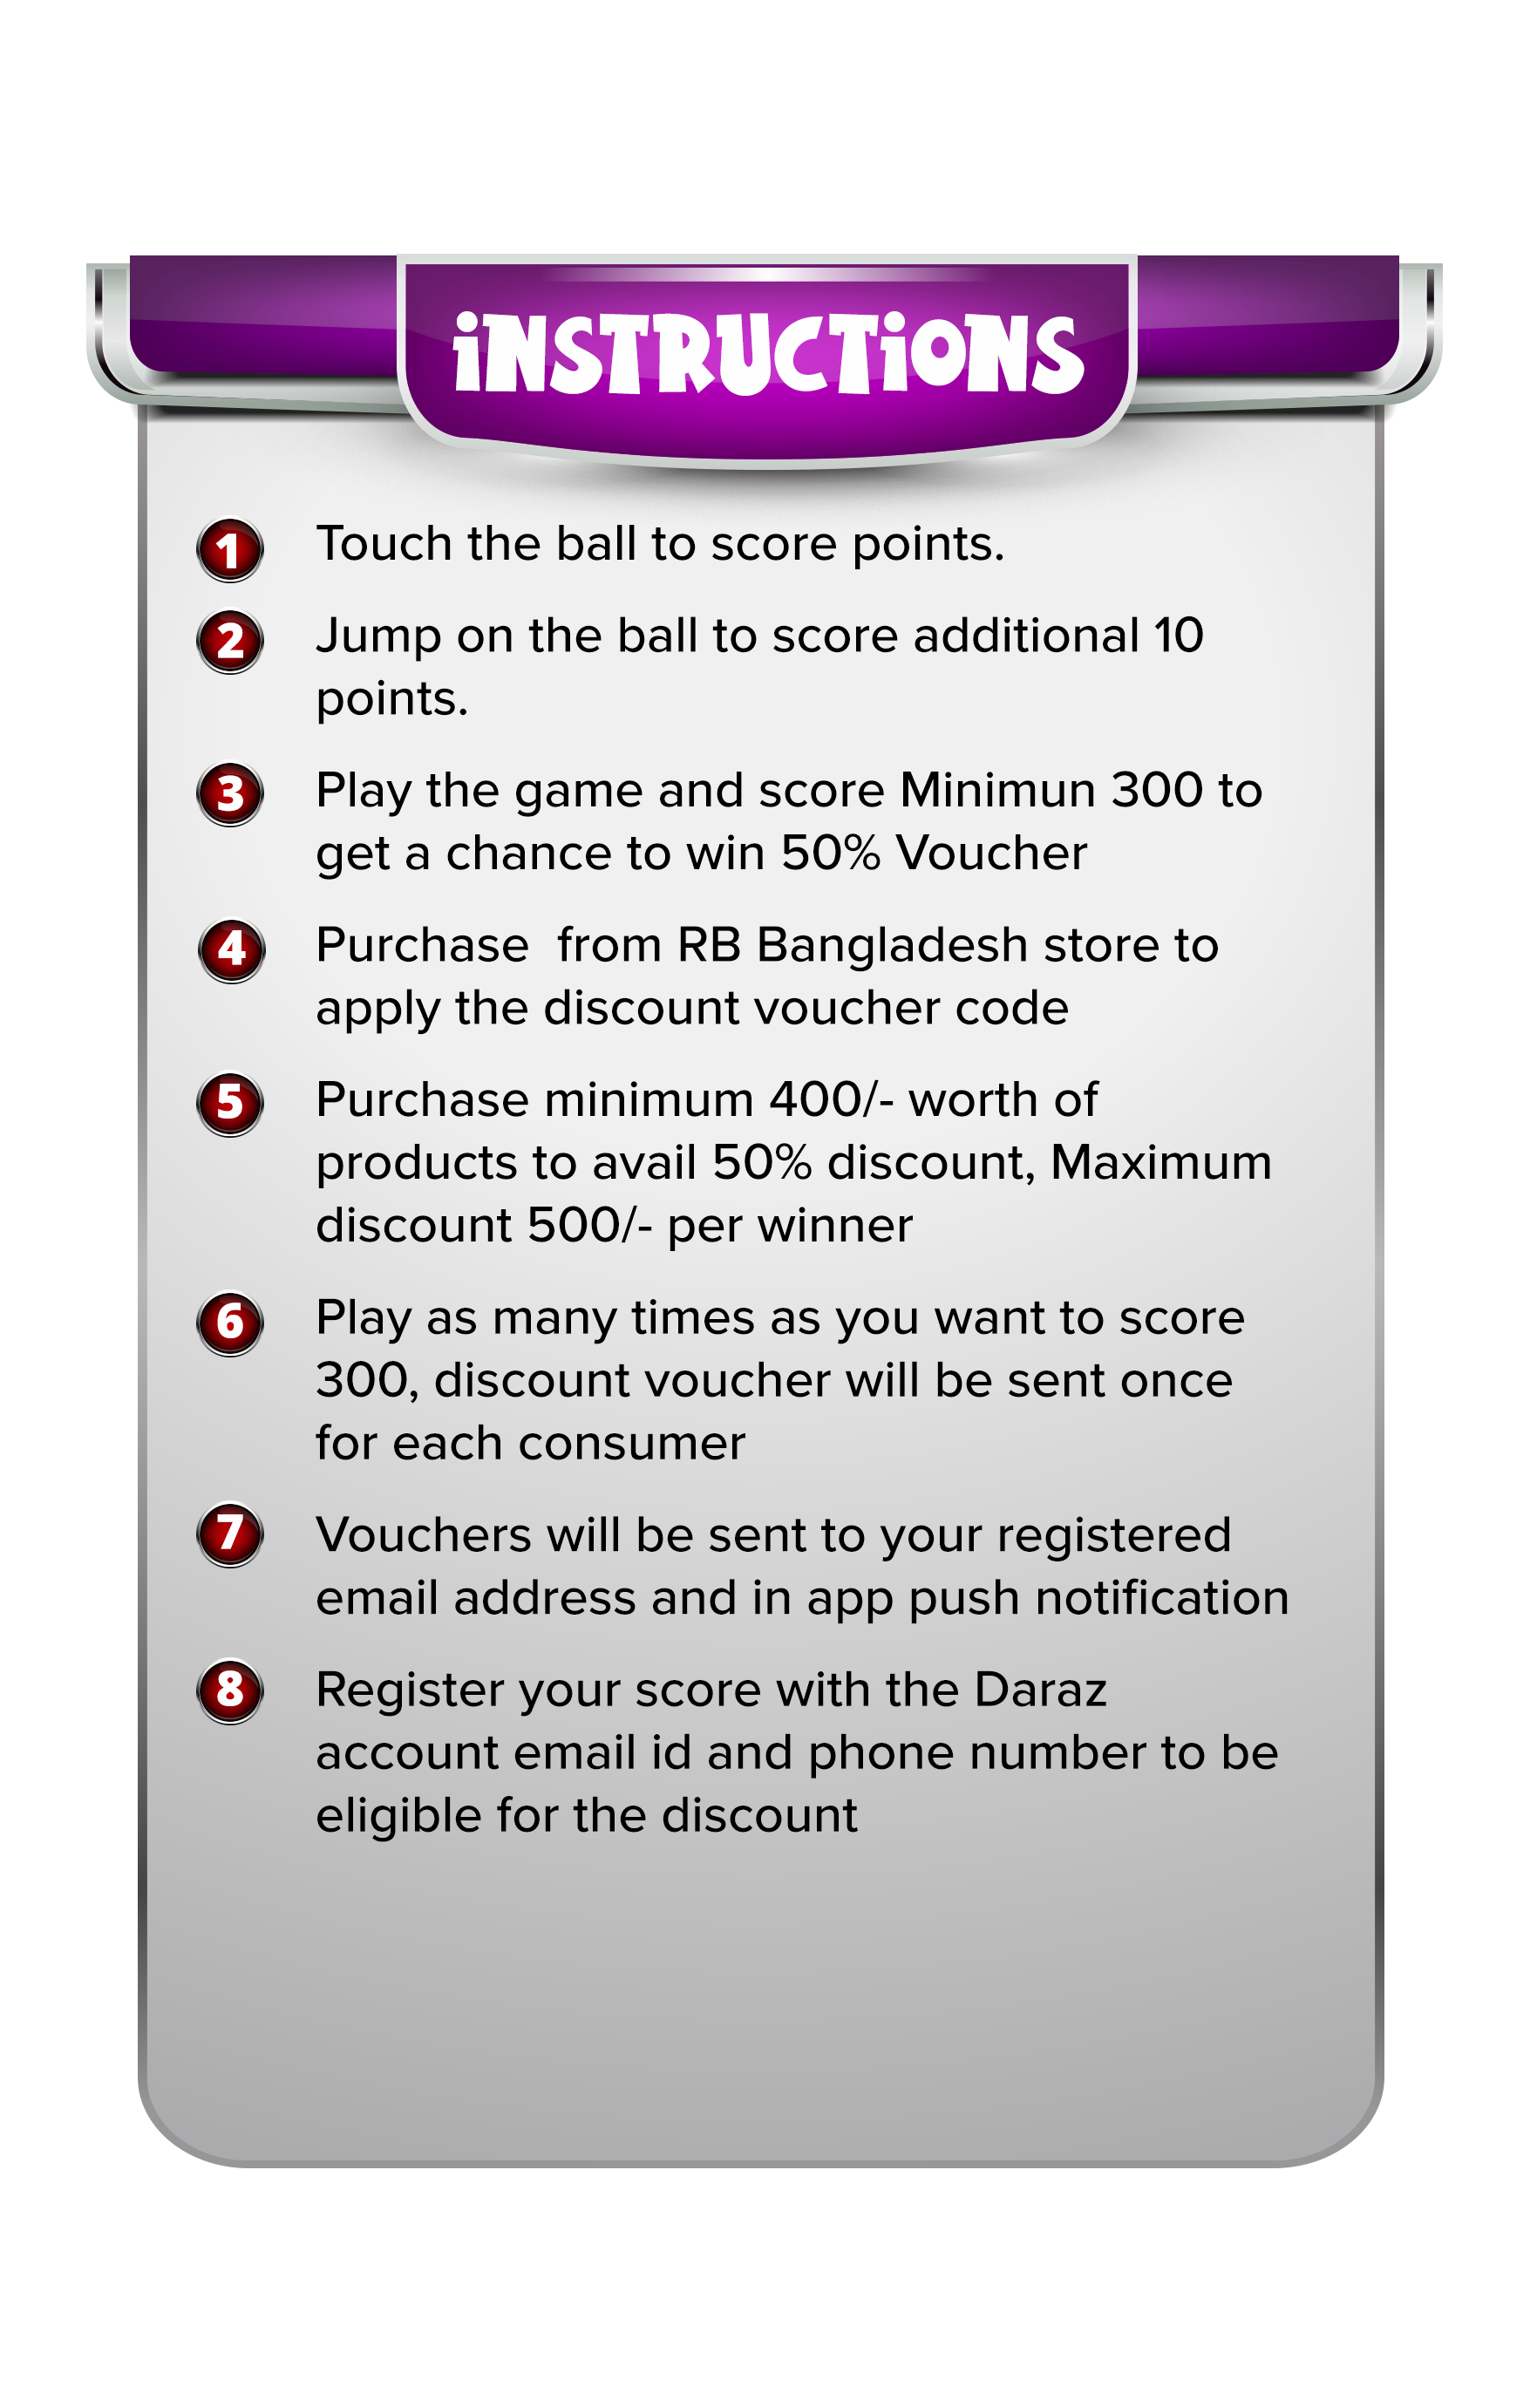 iNSTRUCTiONS
1 Touch the ball to score points.
2 Jump on the ball to score additional 10
points.
3 Play the game and score Minimun 300 to
get a chance to win 50% Voucher
4 Purchase  from RB Bangladesh store to
apply the discount voucher code
5 Purchase minimum 400/- worth of
products to avail 50% discount, Maximum
discount 500/- per winner
6 Play as many times as you want to score
300, discount voucher will be sent once
for each consumer
7 Vouchers will be sent to your registered
email address and in app push notification
8 Register your score with the Daraz
account email id and phone number to be
eligible for the discount